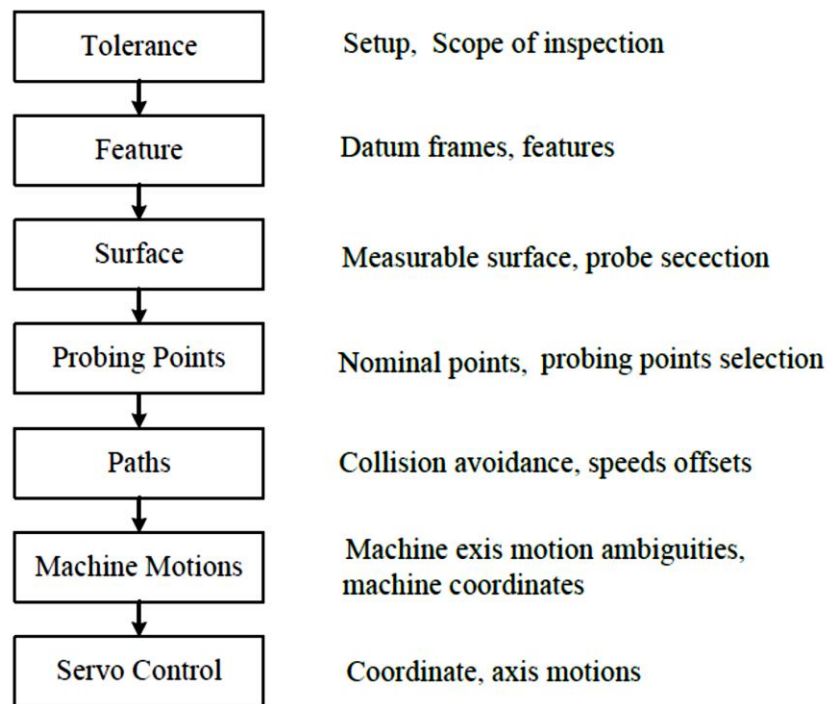 Tolerance
Setup, Scope of inspection
Feature
Datum frames, features
Surface
Measurable surface, probe secection
Probing Points
Nominal points, probing points selection
Paths
Collision avoidance, speeds offsets
Machine Motions
Machine exis motion ambiguities,
machine coordinates
Servo Control
Coordinate, axis motions